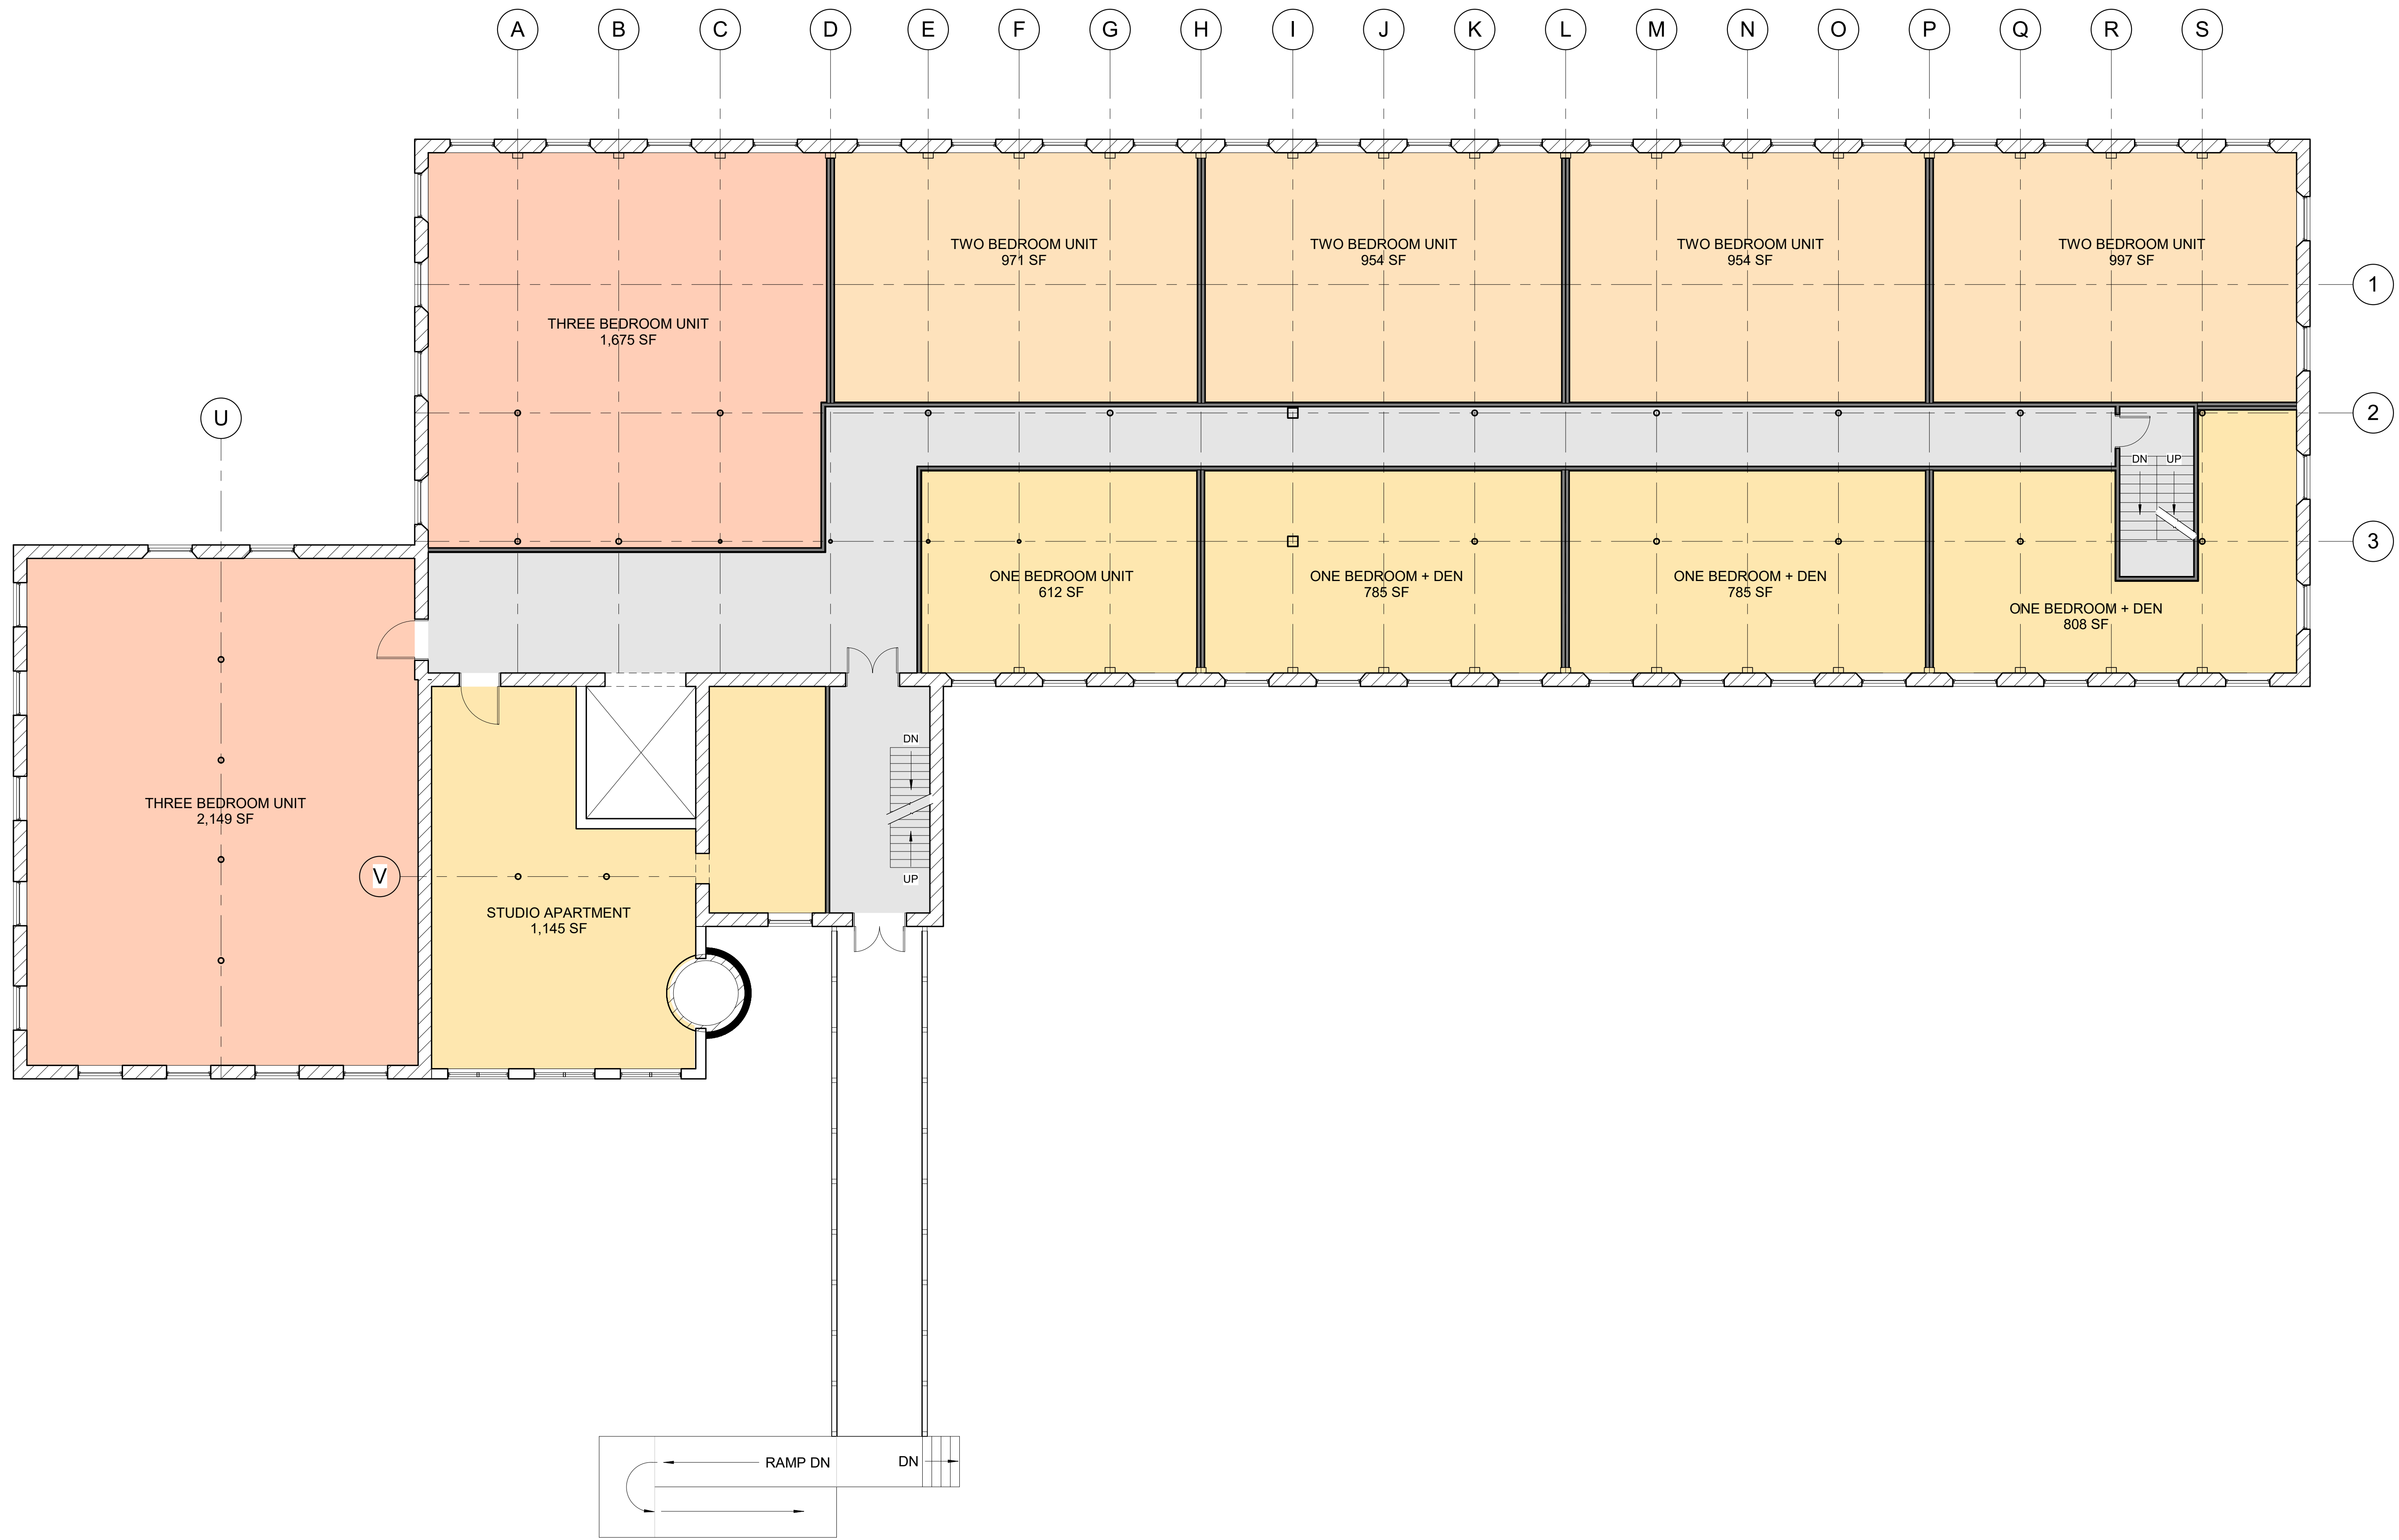 A B C D E F G H I J K L M N O P Q R S
TWO BEDROOM UNIT
971 SF
TWO BEDROOM UNIT
954 SF
TWO BEDROOM UNIT
954 SF
TWO BEDROOM UNIT
997 SF
1
THREE BEDROOM UNIT
1,675 SF
U
2
DN UP
3
ONE BEDROOM UNIT
612 SF
ONE BEDROOM + DEN
785 SF
ONE BEDROOM + DEN
785 SF
ONE BEDROOM + DEN
808 SF
DN
THREE BEDROOM UNIT
2,149 SF
V
UP
STUDIO APARTMENT
1,145 SF
RAMP DN
DN